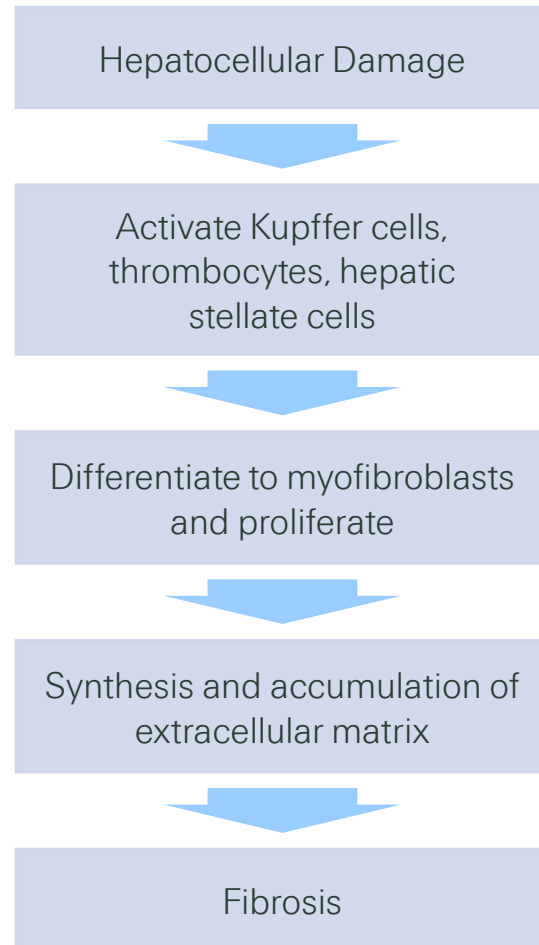 Hepatocellular Damage
Activate Kupffer cells,
thrombocytes, hepatic
stellate cells
Differentiate to myofibroblasts
and proliferate
Synthesis and accumulation of
extracellular matrix
Fibrosis